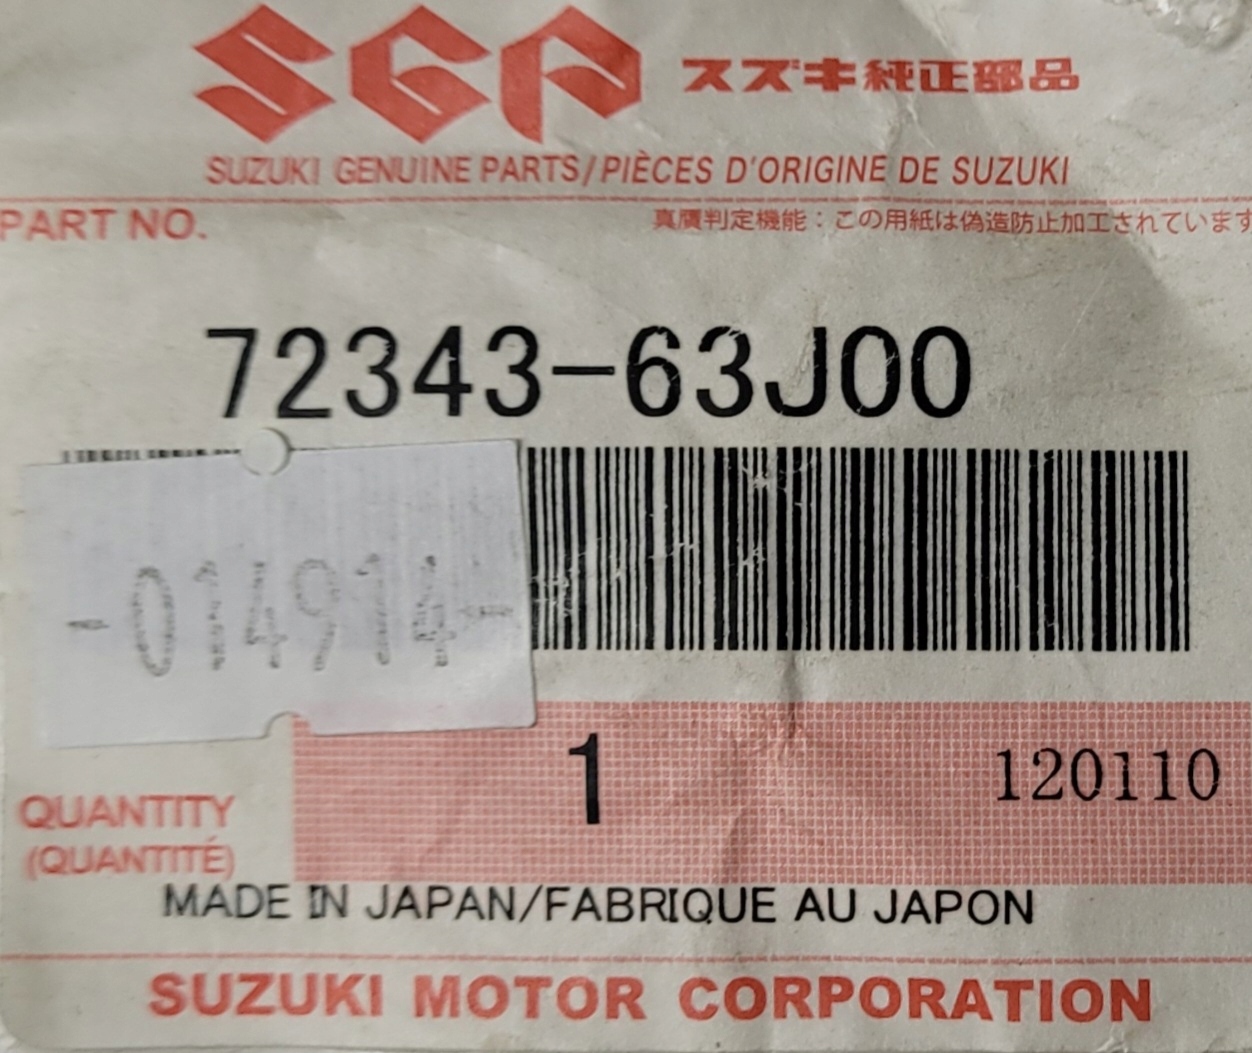 SGP スズキ純正部品
SUZUKI GENUINE PARTS/PIÈCES D'ORIGINE DE SUZUKI
PART NO. 真贋判定機能：この用紙は偽造防止加工されています
72343-63J00
-014914-
1 120110
QUANTITY
(QUANTITÉ)
MADE IN JAPAN/FABRIQUE AU JAPON
SUZUKI MOTOR CORPORATION